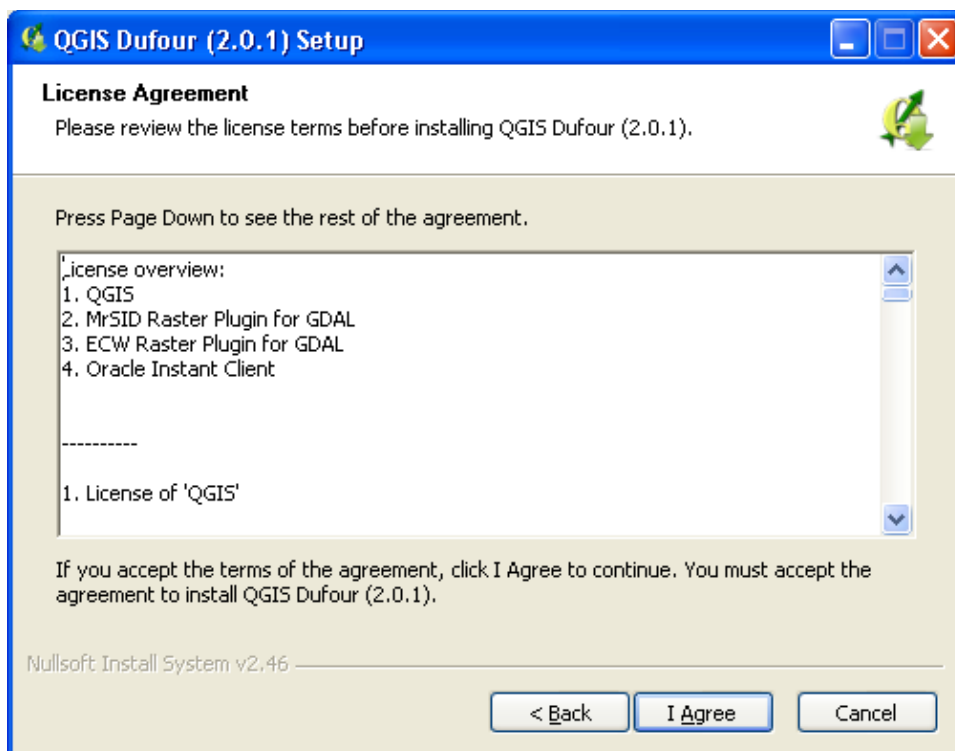 QGIS Dufour (2.0.1) Setup
License Agreement
Please review the license terms before installing QGIS Dufour (2.0.1).
Press Page Down to see the rest of the agreement.
License overview:
1. QGIS
2. MrSID Raster Plugin for GDAL
3. ECW Raster Plugin for GDAL
4. Oracle Instant Client
----------
1. License of 'QGIS'
If you accept the terms of the agreement, click I Agree to continue. You must accept the
agreement to install QGIS Dufour (2.0.1).
Nullsoft Install System v2.46
< Back
I Agree
Cancel